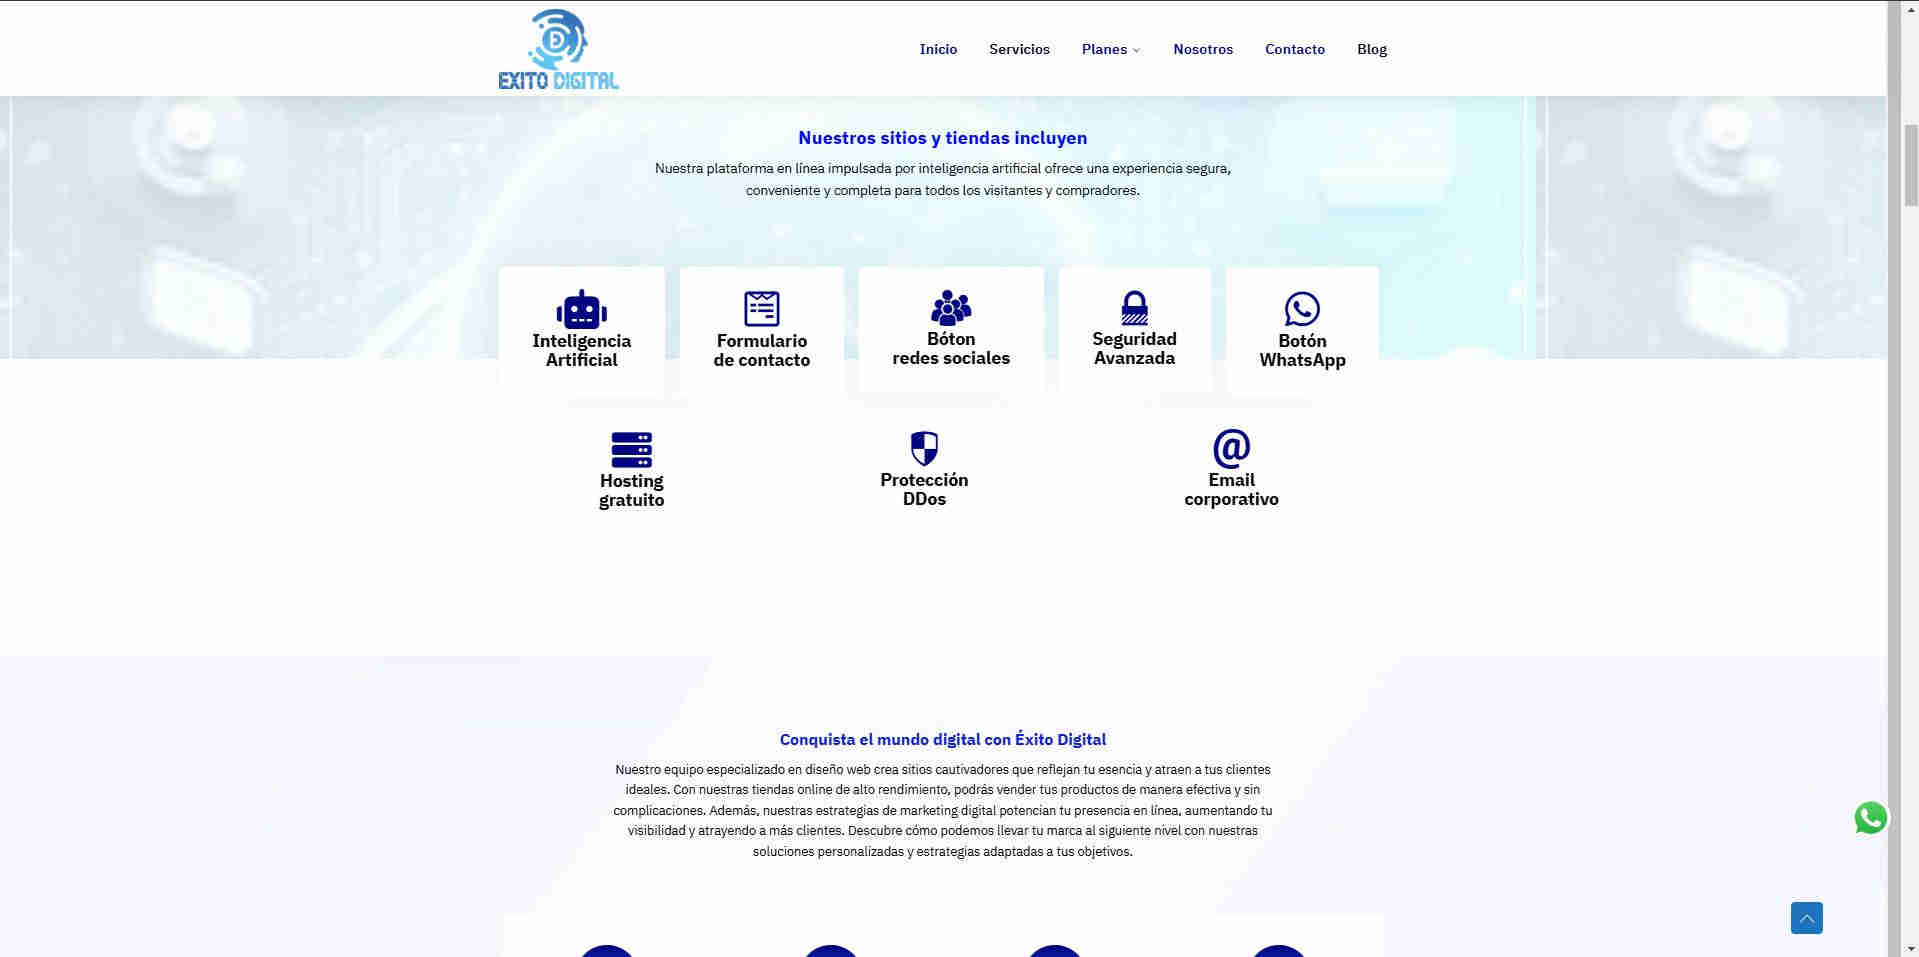 EXITO DIGITAL
Inicio Servicios Planes Nosotros Contacto Blog
Nuestros sitios y tiendas incluyen
Nuestra plataforma en línea impulsada por inteligencia artificial ofrece una experiencia segura,
conveniente y completa para todos los visitantes y compradores.
Inteligencia
Artificial
Formulario
de contacto
Bóton
redes sociales
Seguridad
Avanzada
Botón
WhatsApp
Hosting
gratuito
Protección
DDos
@
Email
corporativo
Conquista el mundo digital con Éxito Digital
Nuestro equipo especializado en diseño web crea sitios cautivadores que reflejan tu esencia y atraen a tus clientes
ideales. Con nuestras tiendas online de alto rendimiento, podrás vender tus productos de manera efectiva y sin
complicaciones. Además, nuestras estrategias de marketing digital potencian tu presencia en línea, aumentando tu
visibilidad y atrayendo a más clientes. Descubre cómo podemos llevar tu marca al siguiente nivel con nuestras
soluciones personalizadas y estrategias adaptadas a tus objetivos.